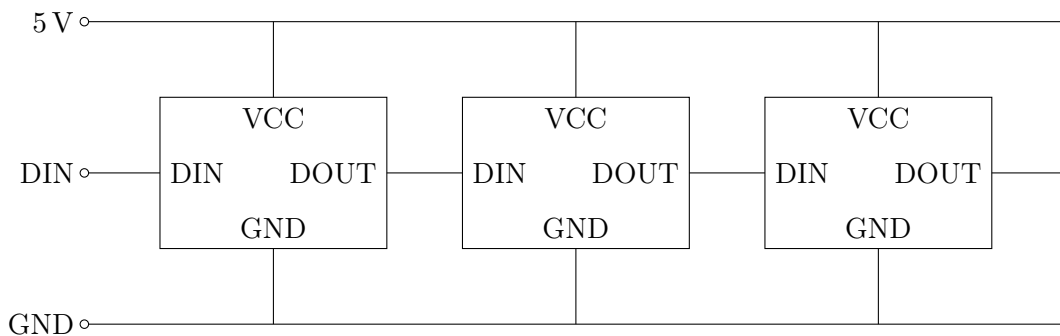 5 V
VCC VCC VCC
DIN DIN DOUT DIN DOUT DIN DOUT
GND GND GND
GND